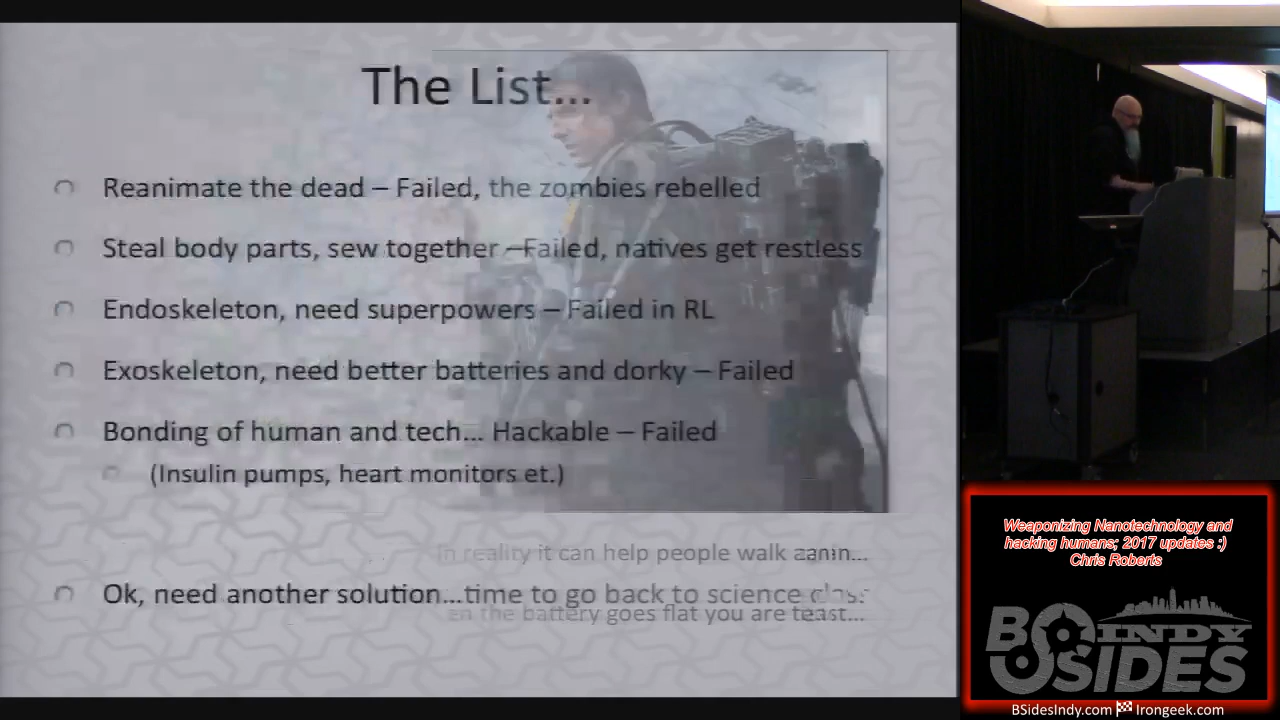 The List...
Reanimate the dead – Failed, the zombies rebelled
Steal body parts, sew together –Failed, natives get restless
Endoskeleton, need superpowers – Failed in RL
Exoskeleton, need better batteries and dorky – Failed
Bonding of human and tech... Hackable – Failed
(Insulin pumps, heart monitors et.)
In reality it can help people walk
Ok, need another solution...time to go back to science
the battery goes flat you are
Weaponizing Nanotechnology and
hacking humans; 2017 updates :)
Chris Roberts
BSIDES
INDY
BSidesIndy.com Irongeek.com